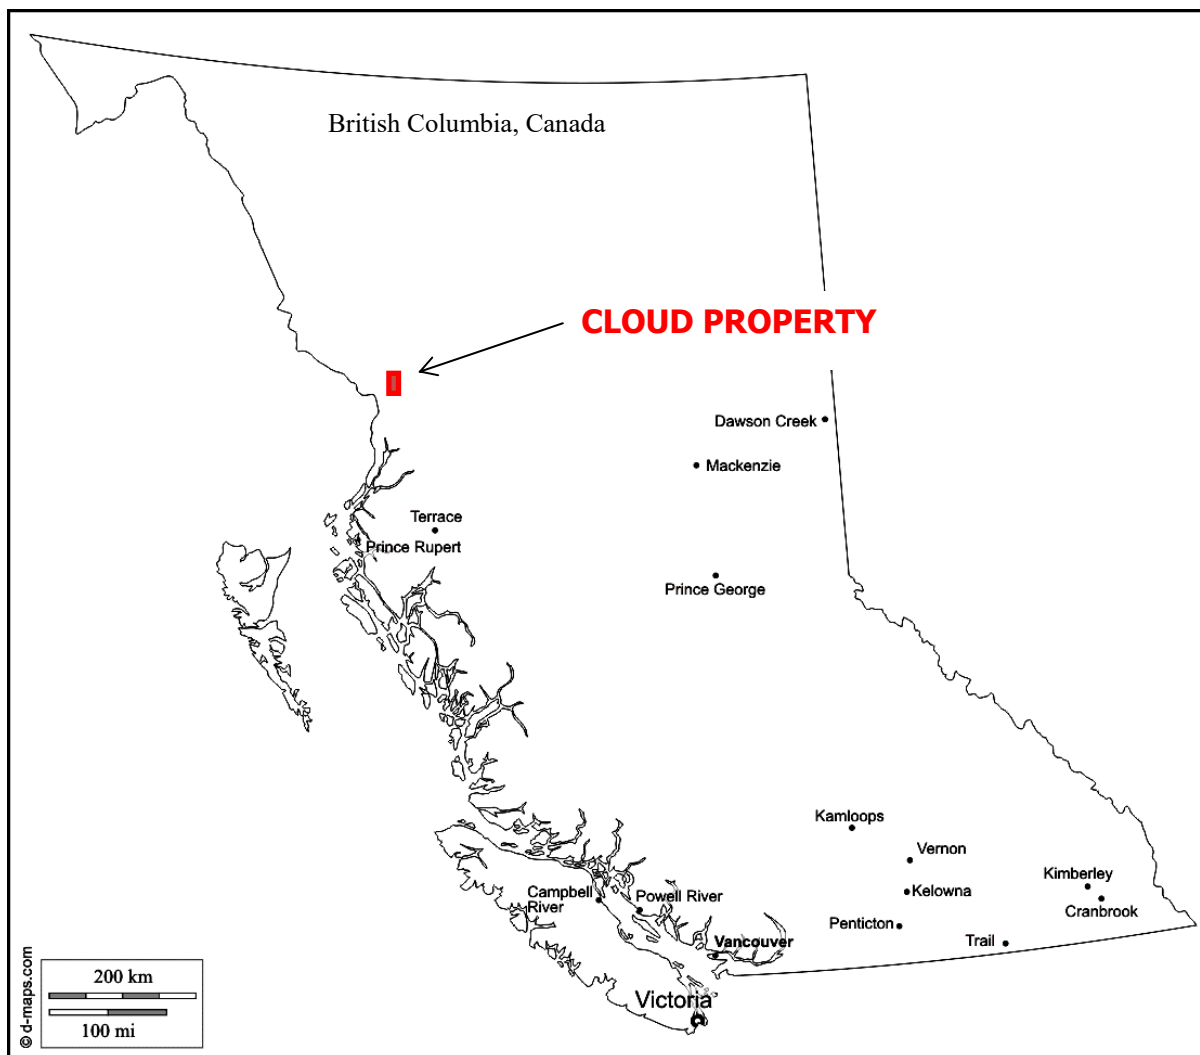 British Columbia, Canada
CLOUD PROPERTY
Dawson Creek
Mackenzie
Terrace
Prince Rupert
Prince George
Kamloops
Vernon
Kimberley
Kelowna
Cranbrook
Campbell
River
Powell River
Penticton
Trail
Vancouver
Victoria
200 km
100 mi
© d-maps.com